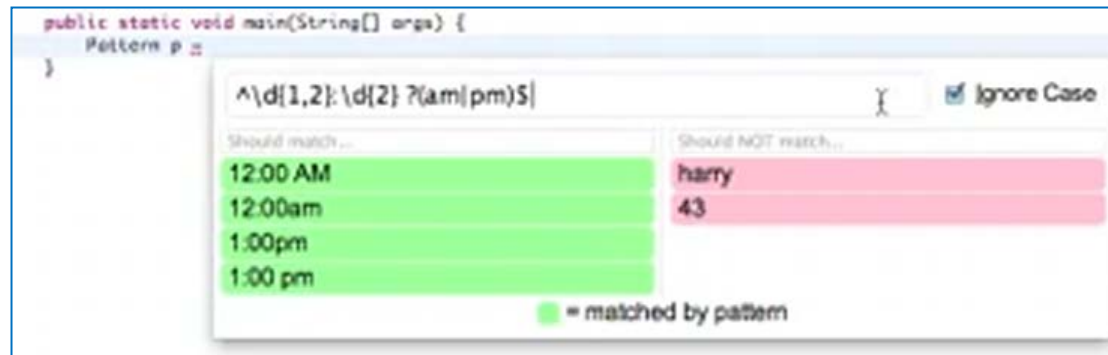 public static void main(String[] args) {
Pattern p =
}
^\d{1,2}:\d{2} ?(am|pm)$
Ignore Case
Should match...
Should NOT match...
12:00 AM
harry
12:00am
43
1:00pm
1:00 pm
= matched by pattern